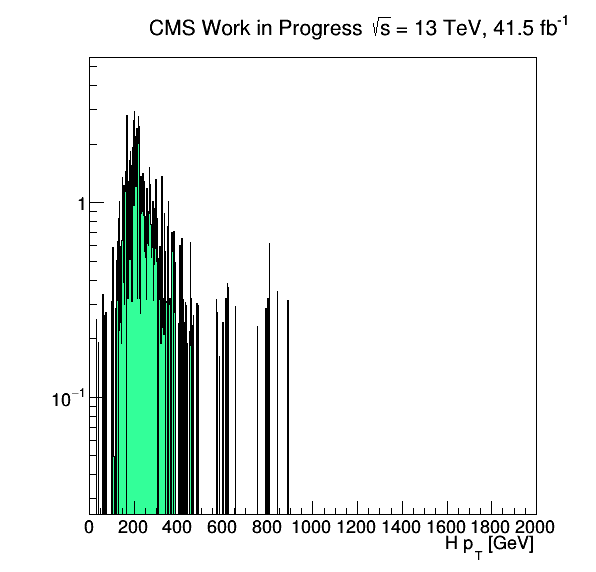 CMS Work in Progress √s = 13 TeV, 41.5 fb⁻¹
1
10⁻¹
0 200 400 600 800 1000 1200 1400 1600 1800 2000
H p_T [GeV]